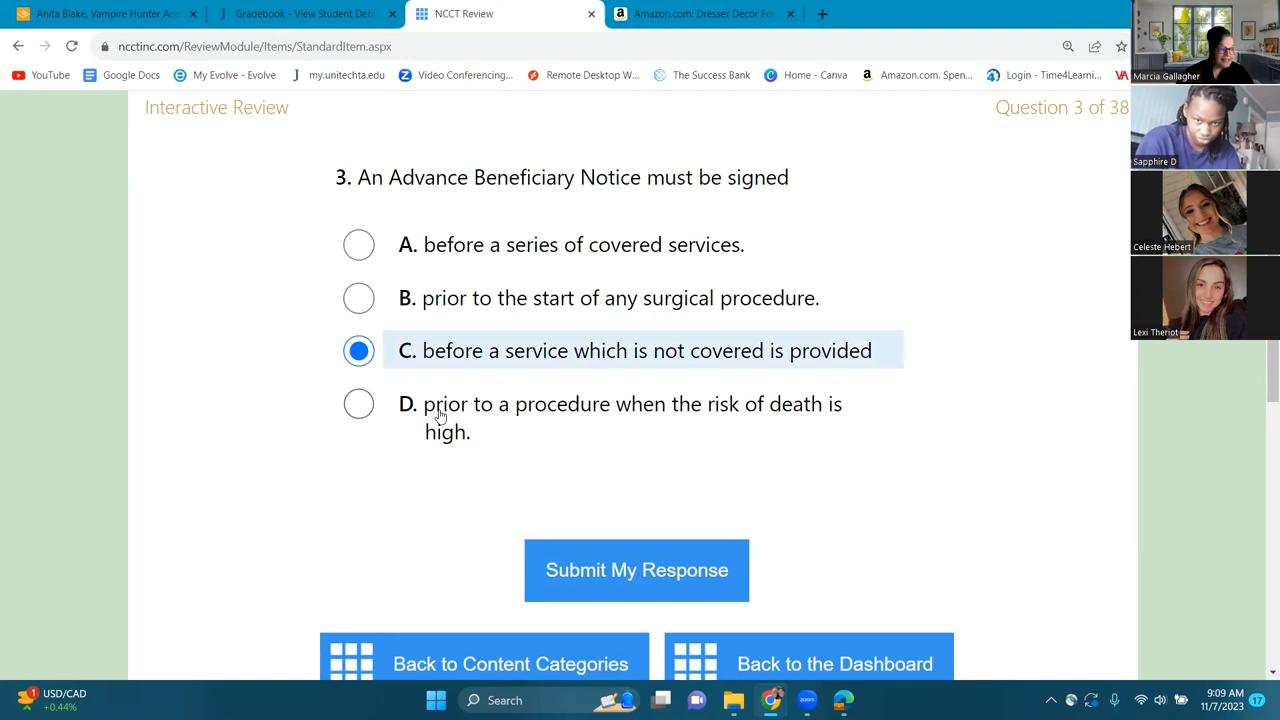 Anita Blake, Vampire Hunter Aud
Gradebook - View Student Deta
NCCT Review
Amazon.com: Dresser Decor For
ncctinc.com/ReviewModule/Items/StandardItem.aspx
YouTube
Google Docs
My Evolve - Evolve
my.unitechta.edu
Video Conferencing...
Remote Desktop W...
The Success Bank
Home - Canva
Amazon.com. Spen...
Login - Time4Learni...
Interactive Review
Question 3 of 38
3. An Advance Beneficiary Notice must be signed
A. before a series of covered services.
B. prior to the start of any surgical procedure.
C. before a service which is not covered is provided
D. prior to a procedure when the risk of death is
high.
Submit My Response
Back to Content Categories
Back to the Dashboard
Marcia Gallagher
Sapphire D
Celeste Hebert
Lexi Theriot
1
USD/CAD
+0.44%
Search
9:09 AM
11/7/2023
17